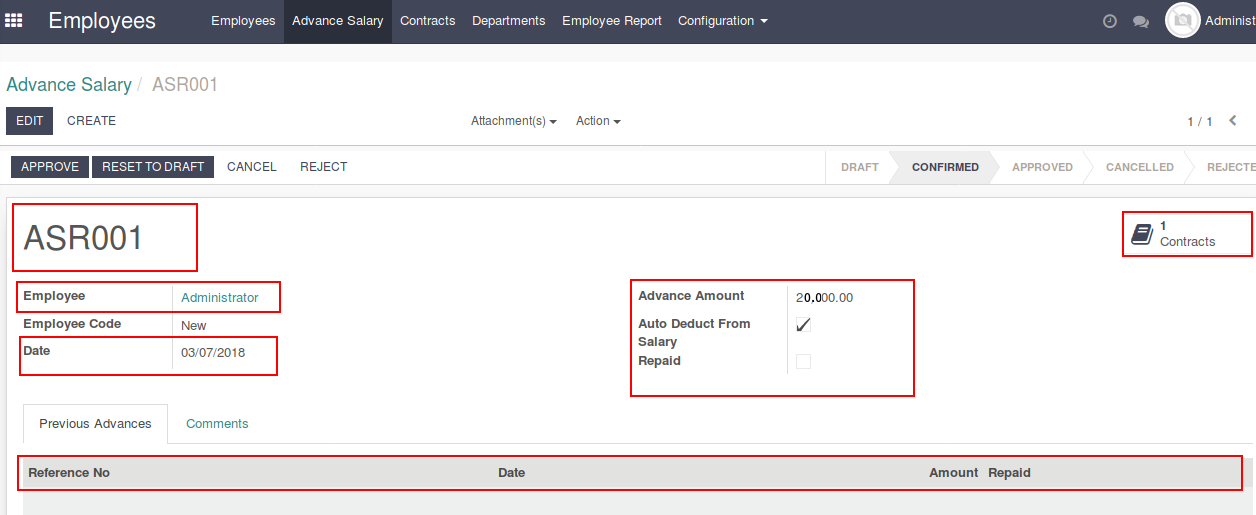 Employees Employees Advance Salary Contracts Departments Employee Report Configuration Administ
Advance Salary / ASR001
EDIT CREATE Attachment(s) Action 1 / 1
APPROVE RESET TO DRAFT CANCEL REJECT DRAFT CONFIRMED APPROVED CANCELLED REJECTE
ASR001
1
Contracts
Employee Administrator
Employee Code New
Date 03/07/2018
Advance Amount 20,000.00
Auto Deduct From
Salary
Repaid
Previous Advances Comments
Reference No Date Amount Repaid